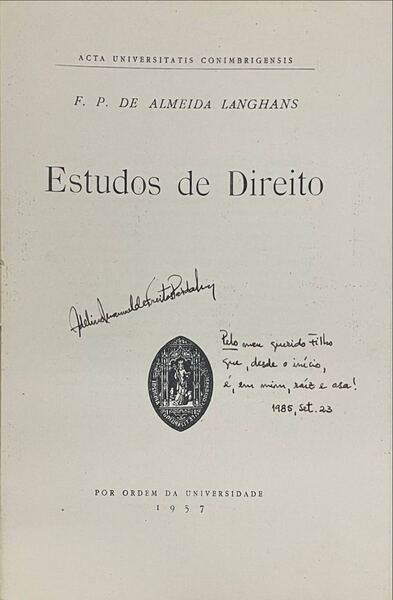 ACTA UNIVERSITATIS CONIMBRIGENSIS
F. P. DE ALMEIDA LANGHANS
Estudos de Direito
Pelo meu querido Filho
que, desde o início,
é, em mim, raiz e asa!
1985, Set. 23
POR ORDEM DA UNIVERSIDADE
1957